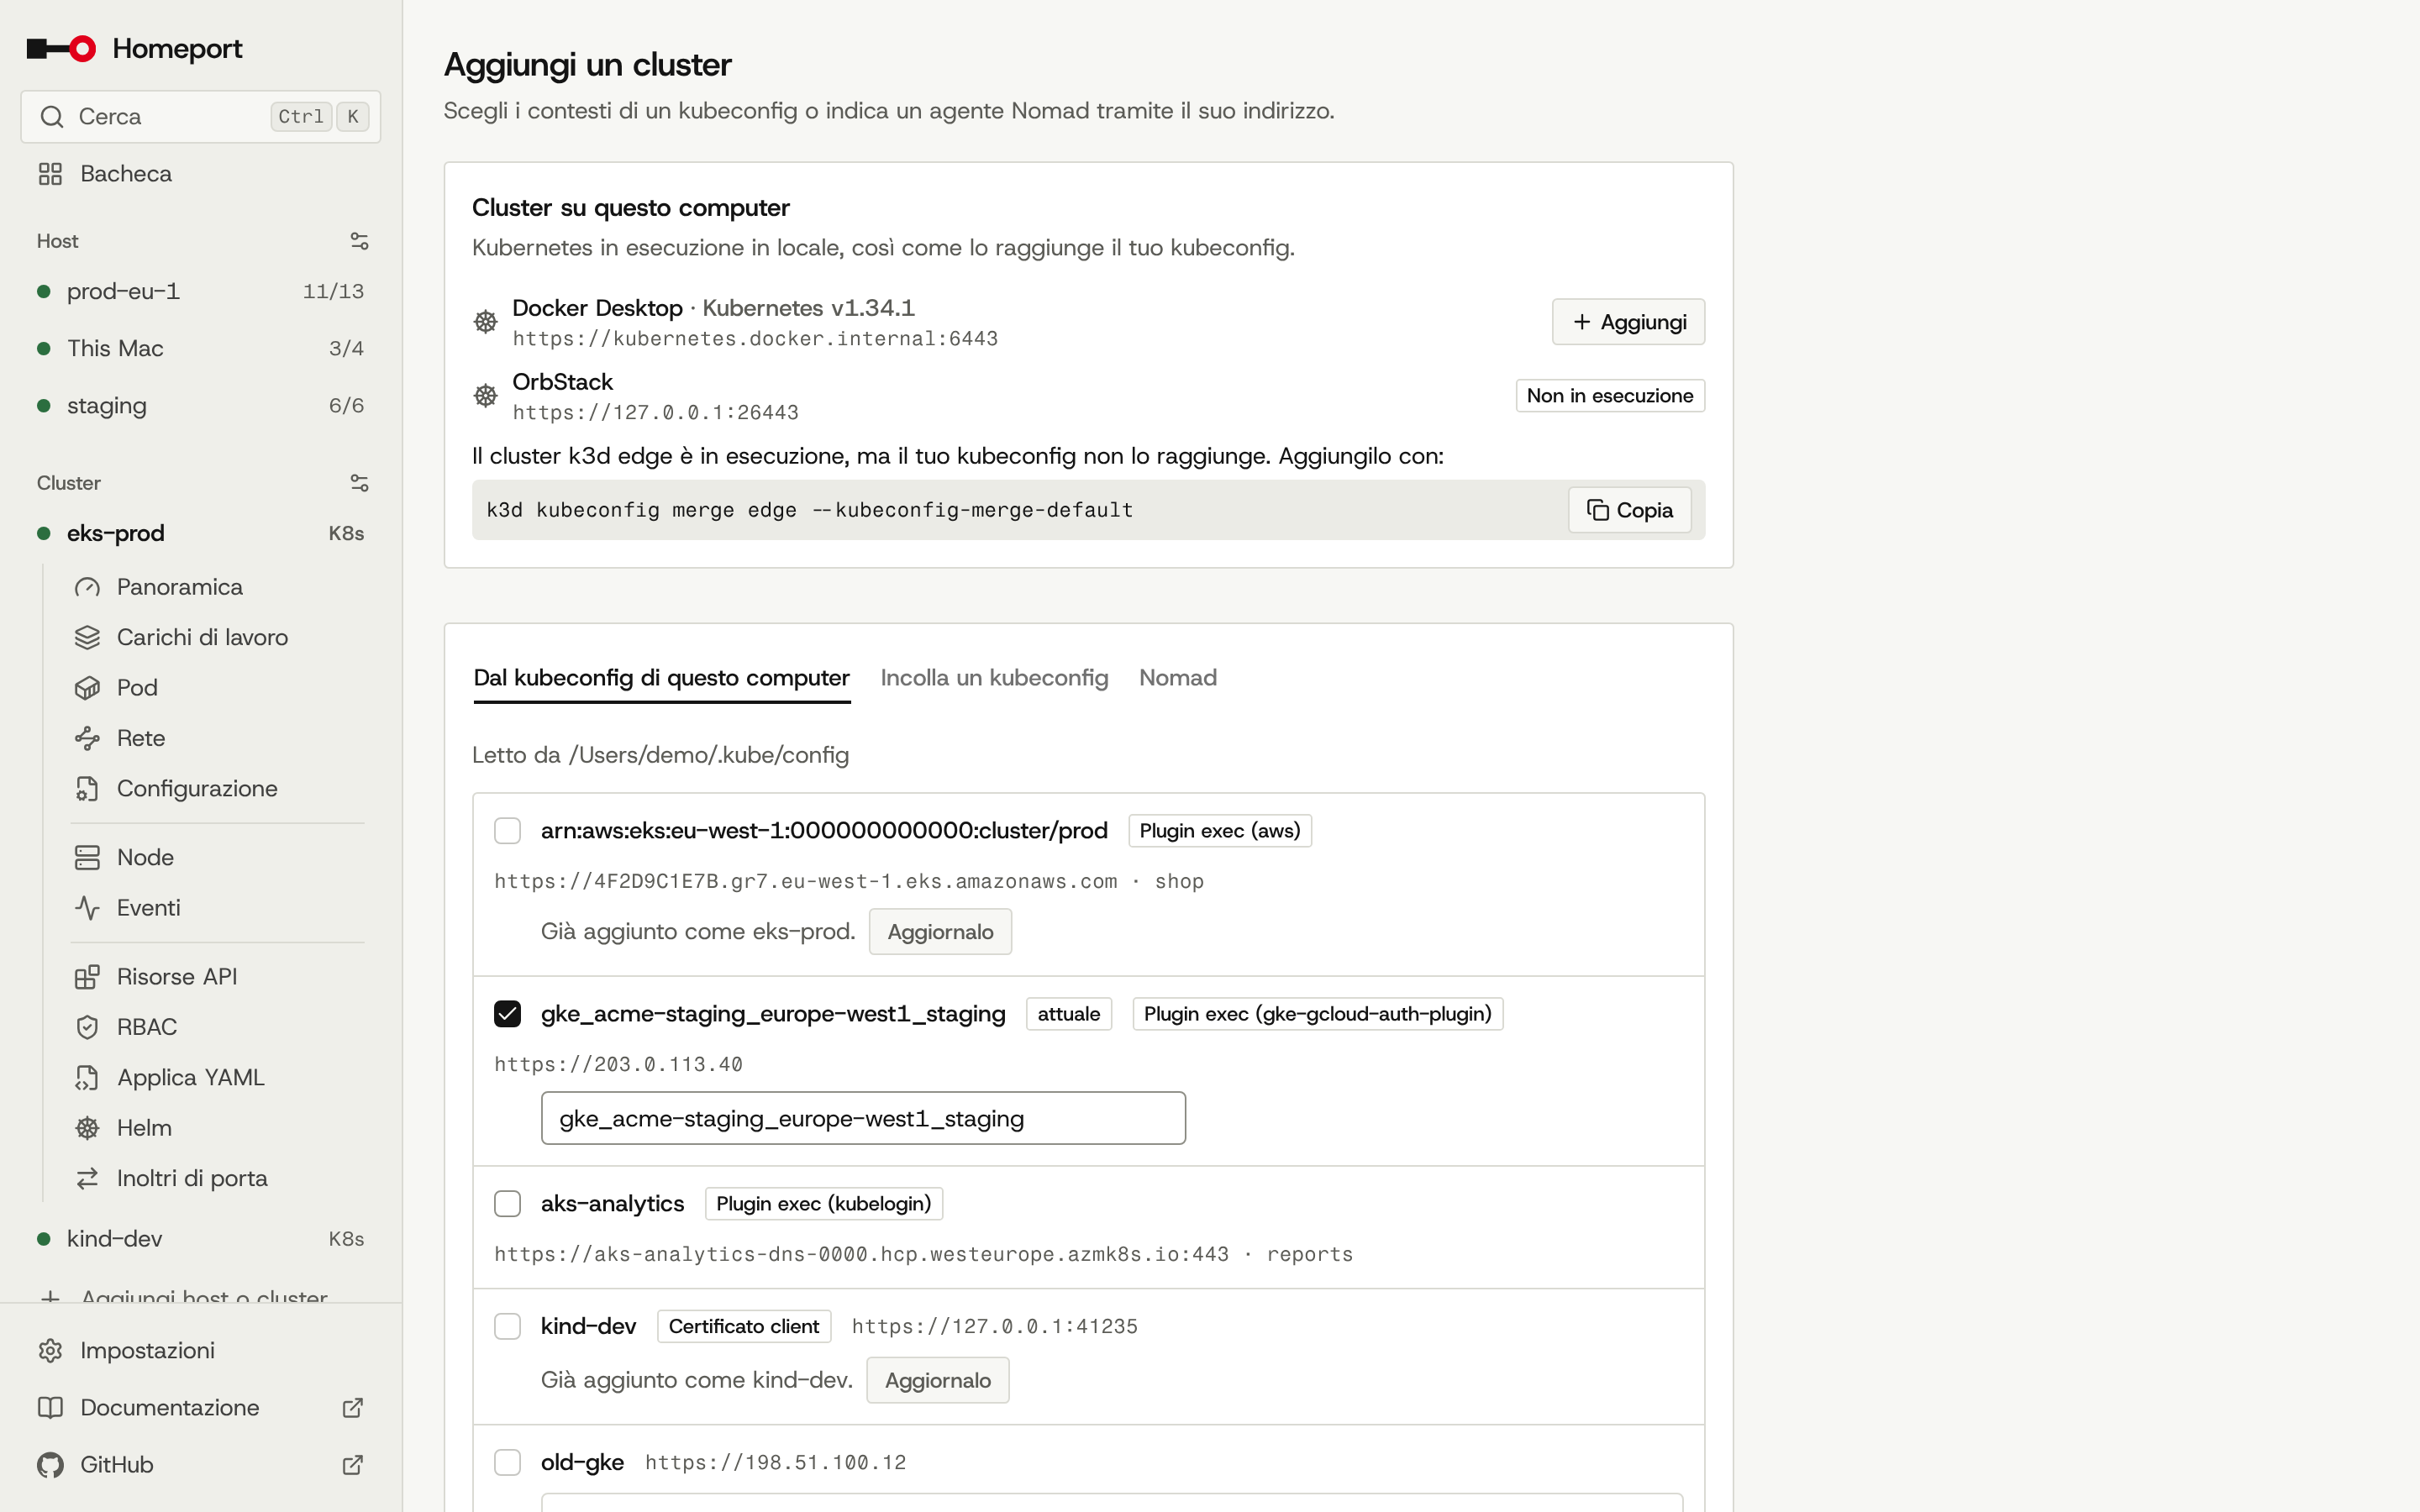 Homeport
Cerca Ctrl K
Bacheca
Host
prod-eu-1 11/13
This Mac 3/4
staging 6/6
Cluster
eks-prod K8s
Panoramica
Carichi di lavoro
Pod
Rete
Configurazione
Node
Eventi
Risorse API
RBAC
Applica YAML
Helm
Inoltri di porta
kind-dev K8s
Aggiungi host o cluster
Impostazioni
Documentazione
GitHub
Aggiungi un cluster
Scegli i contesti di un kubeconfig o indica un agente Nomad tramite il suo indirizzo.
Cluster su questo computer
Kubernetes in esecuzione in locale, così come lo raggiunge il tuo kubeconfig.
Docker Desktop · Kubernetes v1.34.1
https://kubernetes.docker.internal:6443
Aggiungi
OrbStack
https://127.0.0.1:26443
Non in esecuzione
Il cluster k3d edge è in esecuzione, ma il tuo kubeconfig non lo raggiunge. Aggiungilo con:
k3d kubeconfig merge edge --kubeconfig-merge-default
Copia
Dal kubeconfig di questo computer Incolla un kubeconfig Nomad
Letto da /Users/demo/.kube/config
arn:aws:eks:eu-west-1:000000000000:cluster/prod Plugin exec (aws)
https://4F2D9C1E7B.gr7.eu-west-1.eks.amazonaws.com · shop
Già aggiunto come eks-prod. Aggiornalo
gke_acme-staging_europe-west1_staging attuale Plugin exec (gke-gcloud-auth-plugin)
https://203.0.113.40
gke_acme-staging_europe-west1_staging
aks-analytics Plugin exec (kubelogin)
https://aks-analytics-dns-0000.hcp.westeurope.azmk8s.io:443 · reports
kind-dev Certificato client https://127.0.0.1:41235
Già aggiunto come kind-dev. Aggiornalo
old-gke https://198.51.100.12